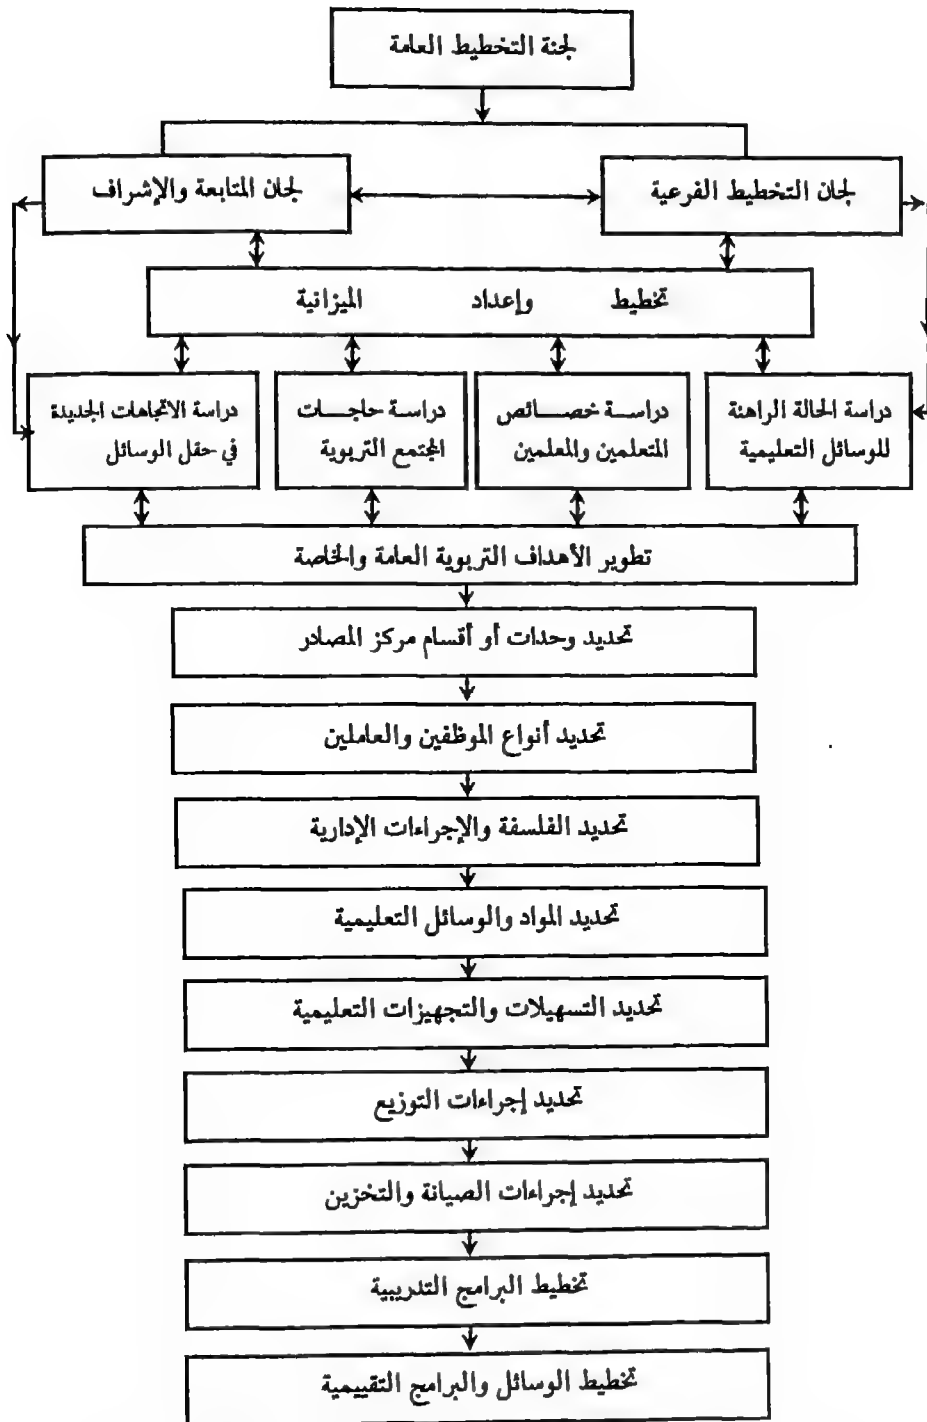 لجنة التخطيط العامة
لجان التخطيط الفرعية
لجان المتابعة والإشراف
تخطيط وإعداد الميزانية
دراسة الحالة الراهنة
للوسائل التعليمية
دراسة خصائص
المتعلمين والمعلمين
دراسة حاجات
المجتمع التربوية
دراسة الاتجاهات الجديدة
في حقل الوسائل
تطوير الأهداف التربوية العامة والخاصة
تحديد وحدات أو أقسام مركز المصادر
تحديد أنواع الموظفين والعاملين
تحديد الفلسفة والإجراءات الإدارية
تحديد المواد والوسائل التعليمية
تحديد التسهيلات والتجهيزات التعليمية
تحديد إجراءات التوزيع
تحديد إجراءات الصيانة والتخزين
تخطيط البرامج التدريبية
تخطيط الوسائل والبرامج التقييمية